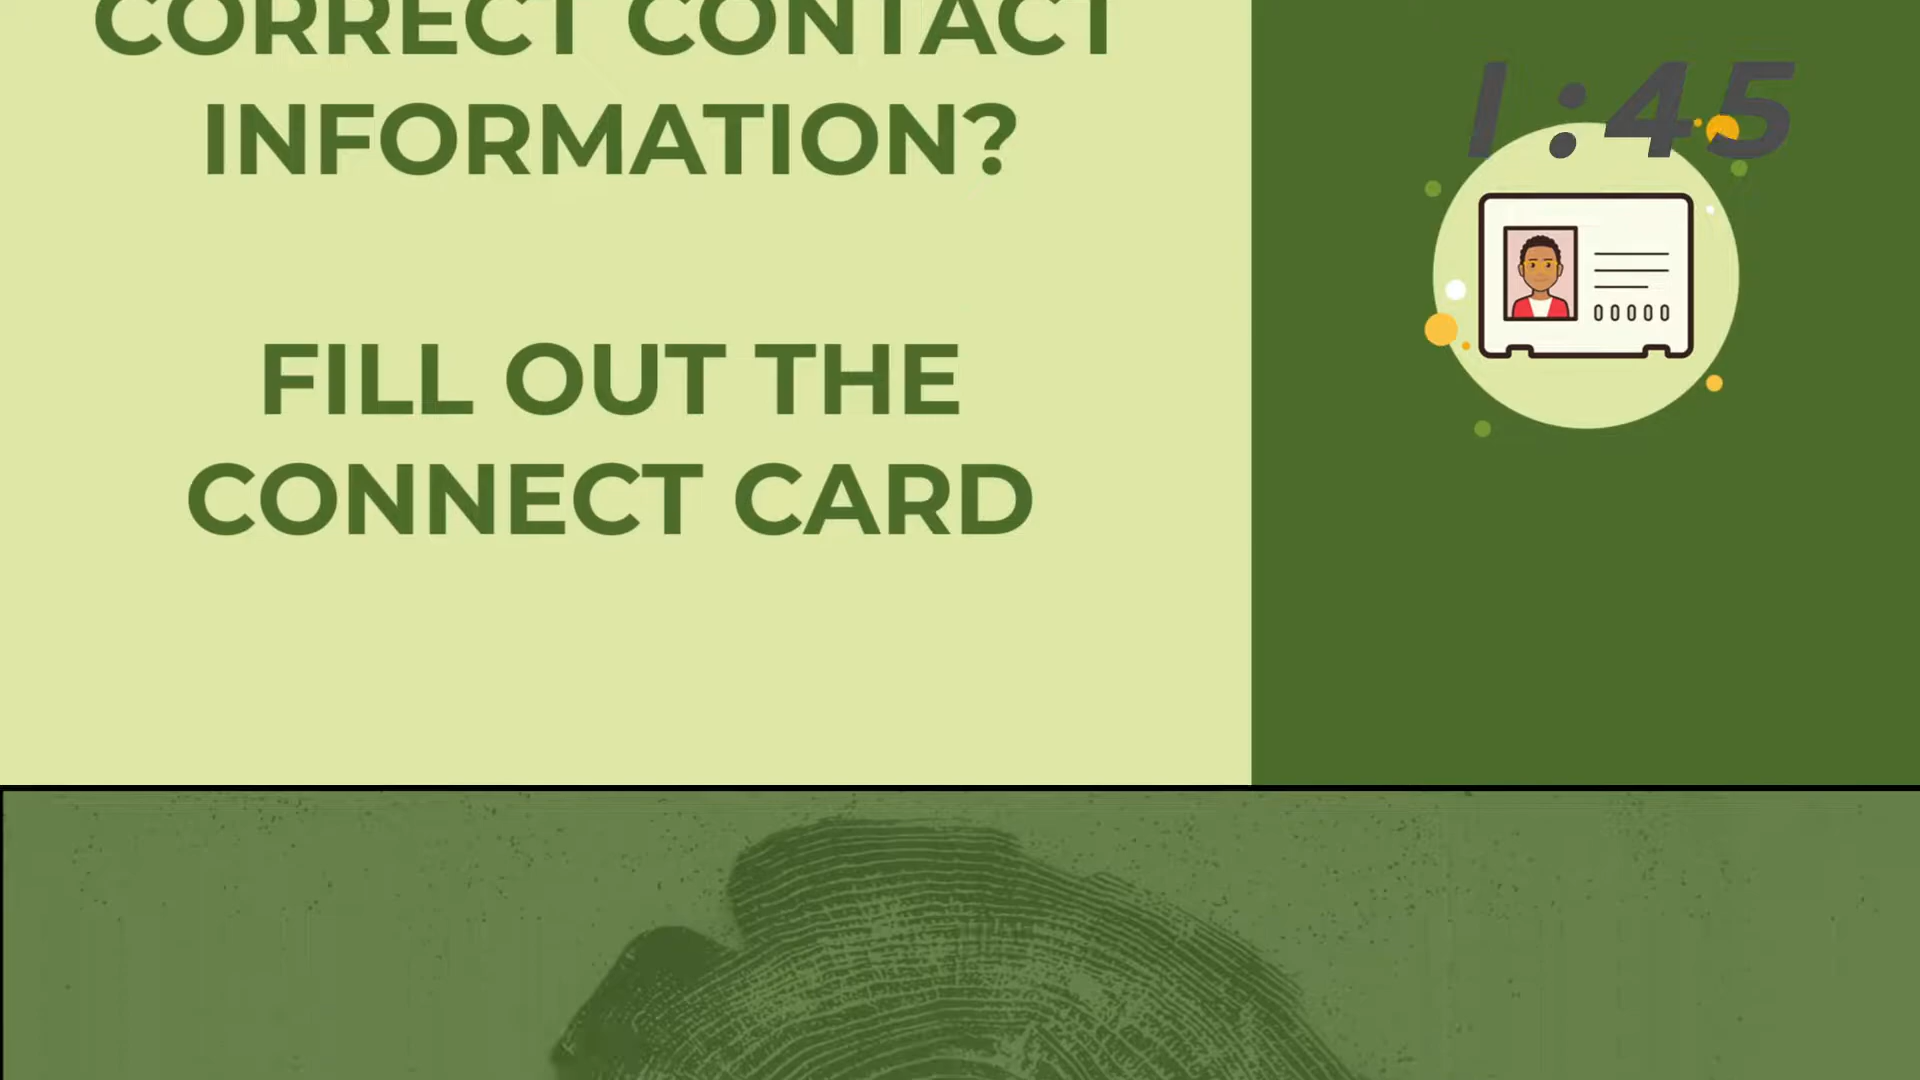 CORRECT CONTACT
INFORMATION?
FILL OUT THE
CONNECT CARD
1:45
00000